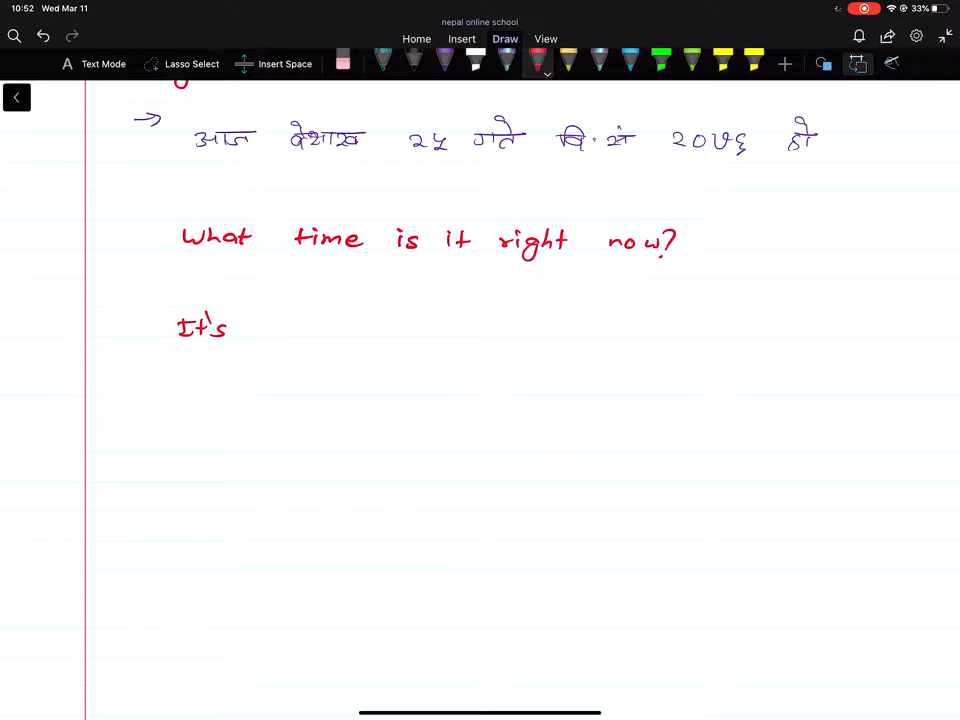 10:52 Wed Mar 11
33%
nepal online school
Home Insert Draw View
Text Mode Lasso Select Insert Space
→ आज वैशाख २५ गते वि. सं २०७६ हो
What time is it right now?
It's